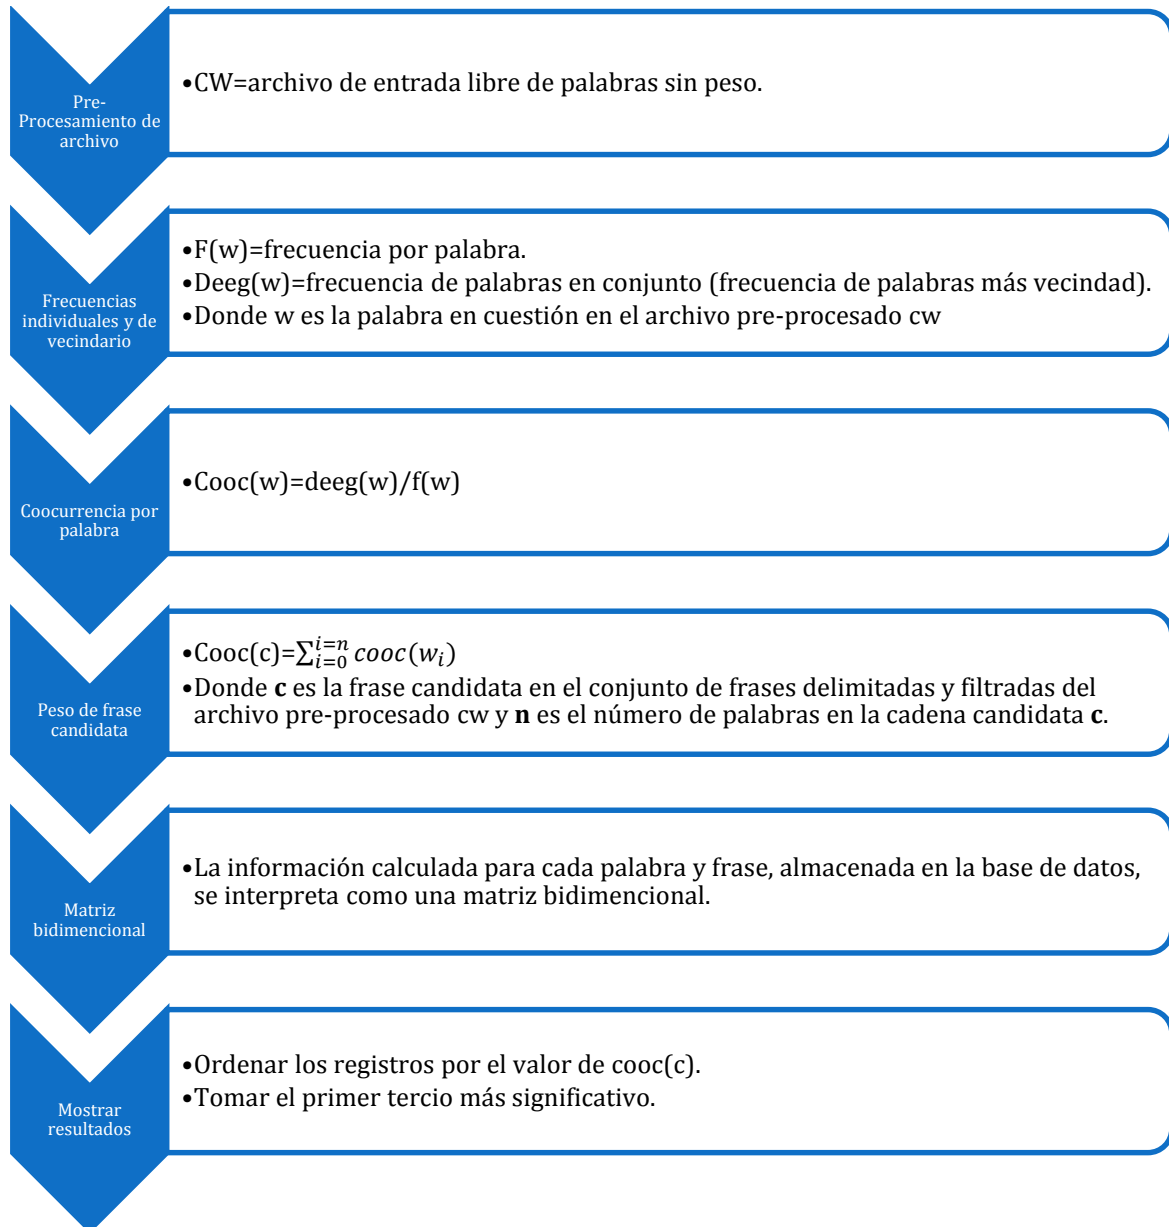 Pre-
Procesamiento de
archivo
•CW=archivo de entrada libre de palabras sin peso.
Frecuencias
individuales y de
vecindario
•F(w)=frecuencia por palabra.
•Deeg(w)=frecuencia de palabras en conjunto (frecuencia de palabras más vecindad).
•Donde w es la palabra en cuestión en el archivo pre-procesado cw
Coocurrencia por
palabra
•Cooc(w)=deeg(w)/f(w)
Peso de frase
candidata
•Cooc(c)=∑_{i=0}^{i=n} cooc(w_i)
•Donde c es la frase candidata en el conjunto de frases delimitadas y filtradas del
archivo pre-procesado cw y n es el número de palabras en la cadena candidata c.
Matriz
bidimencional
•La información calculada para cada palabra y frase, almacenada en la base de datos,
se interpreta como una matriz bidimencional.
Mostrar
resultados
•Ordenar los registros por el valor de cooc(c).
•Tomar el primer tercio más significativo.